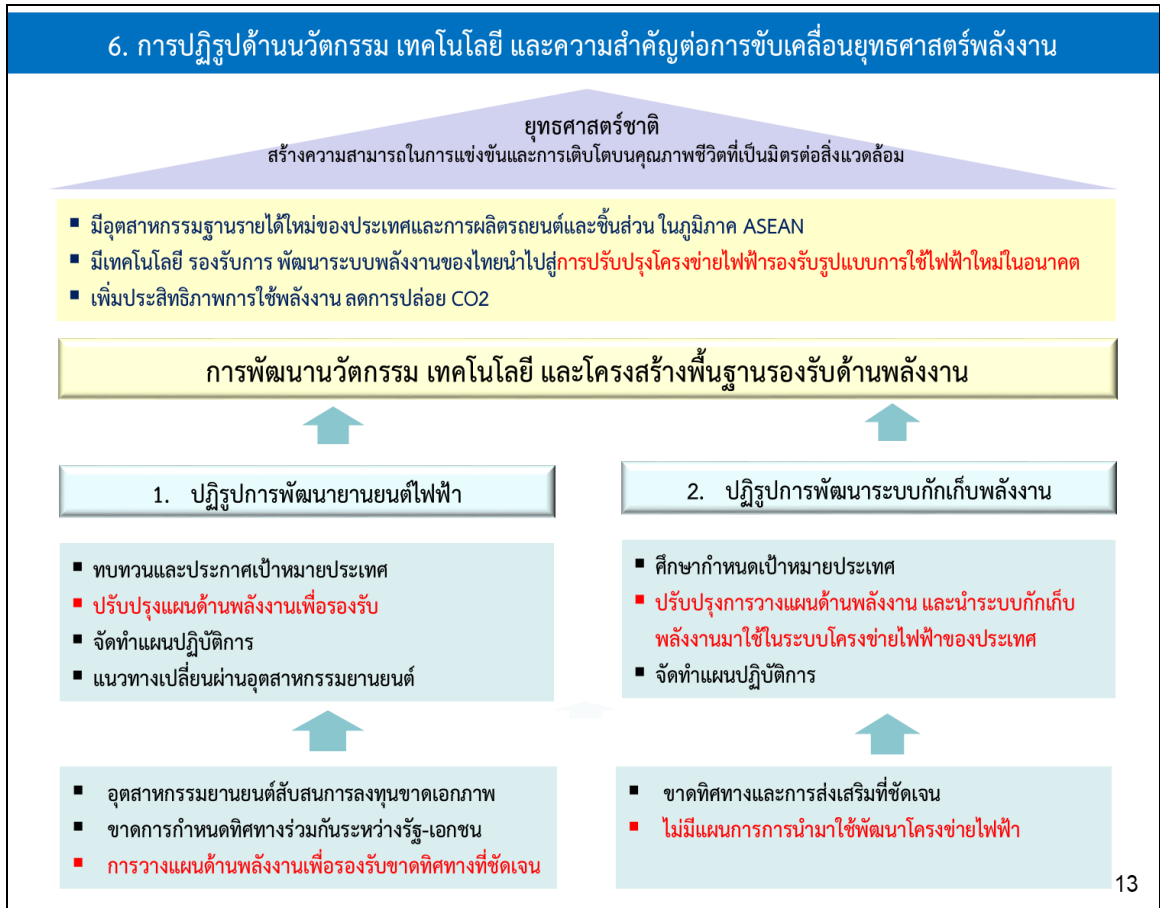 6. การปฏิรูปด้านนวัตกรรม เทคโนโลยี และความสำคัญต่อการขับเคลื่อนยุทธศาสตร์พลังงาน
ยุทธศาสตร์ชาติ
สร้างความสามารถในการแข่งขันและการเติบโตบนคุณภาพชีวิตที่เป็นมิตรต่อสิ่งแวดล้อม
▪ มีอุตสาหกรรมฐานรายได้ใหม่ของประเทศและการผลิตรถยนต์และชิ้นส่วน ในภูมิภาค ASEAN
▪ มีเทคโนโลยี รองรับการ พัฒนาระบบพลังงานของไทยนำไปสู่การปรับปรุงโครงข่ายไฟฟ้ารองรับรูปแบบการใช้ไฟฟ้าใหม่ในอนาคต
▪ เพิ่มประสิทธิภาพการใช้พลังงาน ลดการปล่อย CO2
การพัฒนานวัตกรรม เทคโนโลยี และโครงสร้างพื้นฐานรองรับด้านพลังงาน
1. ปฏิรูปการพัฒนายานยนต์ไฟฟ้า
▪ ทบทวนและประกาศเป้าหมายประเทศ
▪ ปรับปรุงแผนด้านพลังงานเพื่อรองรับ
▪ จัดทำแผนปฏิบัติการ
▪ แนวทางเปลี่ยนผ่านอุตสาหกรรมยานยนต์
▪ อุตสาหกรรมยานยนต์สับสนการลงทุนขาดเอกภาพ
▪ ขาดการกำหนดทิศทางร่วมกันระหว่างรัฐ-เอกชน
▪ การวางแผนด้านพลังงานเพื่อรองรับขาดทิศทางที่ชัดเจน
2. ปฏิรูปการพัฒนาระบบกักเก็บพลังงาน
▪ ศึกษากำหนดเป้าหมายประเทศ
▪ ปรับปรุงการวางแผนด้านพลังงาน และนำระบบกักเก็บ
พลังงานมาใช้ในระบบโครงข่ายไฟฟ้าของประเทศ
▪ จัดทำแผนปฏิบัติการ
▪ ขาดทิศทางและการส่งเสริมที่ชัดเจน
▪ ไม่มีแผนการการนำมาใช้พัฒนาโครงข่ายไฟฟ้า
13